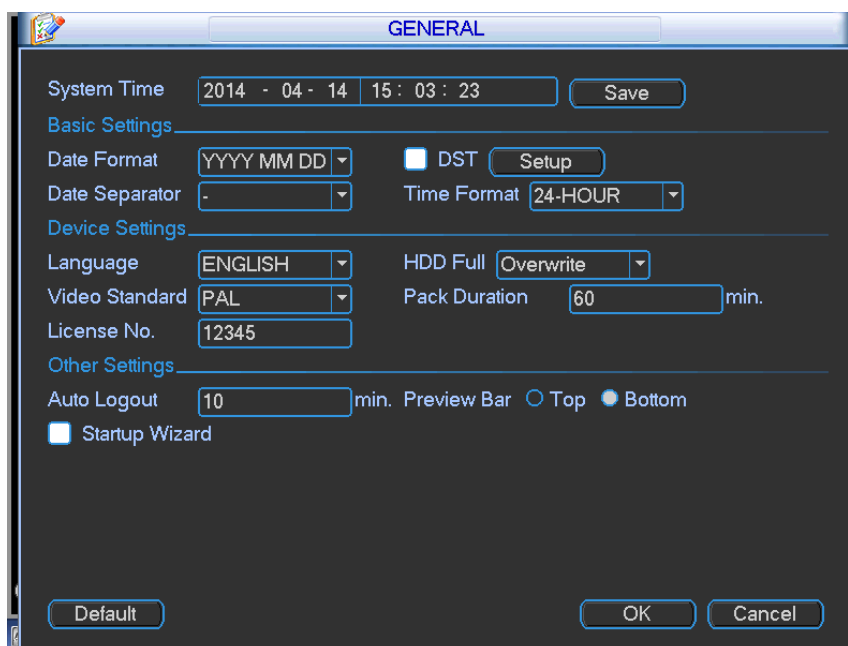 GENERAL
System Time 2014 - 04 - 14 15 : 03 : 23 Save
Basic Settings
Date Format YYYY MM DD DST Setup
Date Separator - Time Format 24-HOUR
Device Settings
Language ENGLISH HDD Full Overwrite
Video Standard PAL Pack Duration 60 min.
License No. 12345
Other Settings
Auto Logout 10 min. Preview Bar Top Bottom
Startup Wizard
Default OK Cancel